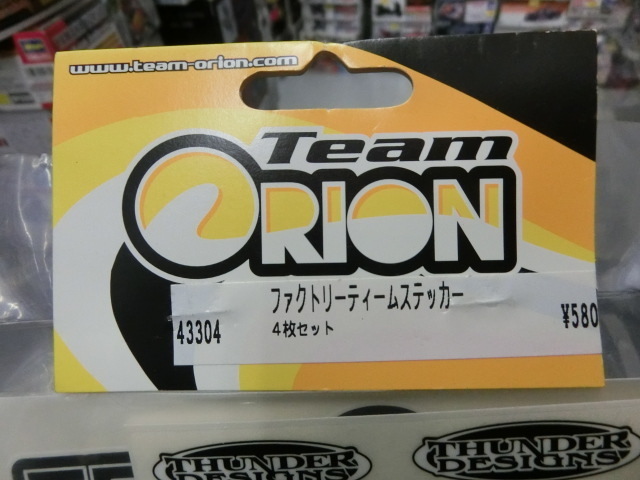 www.team-orion.com
Team
ORION
ファクトリーティームステッカー
43304
4枚セット
¥580
THUNDER
DESIGNS
THUNDER
DESIGNS